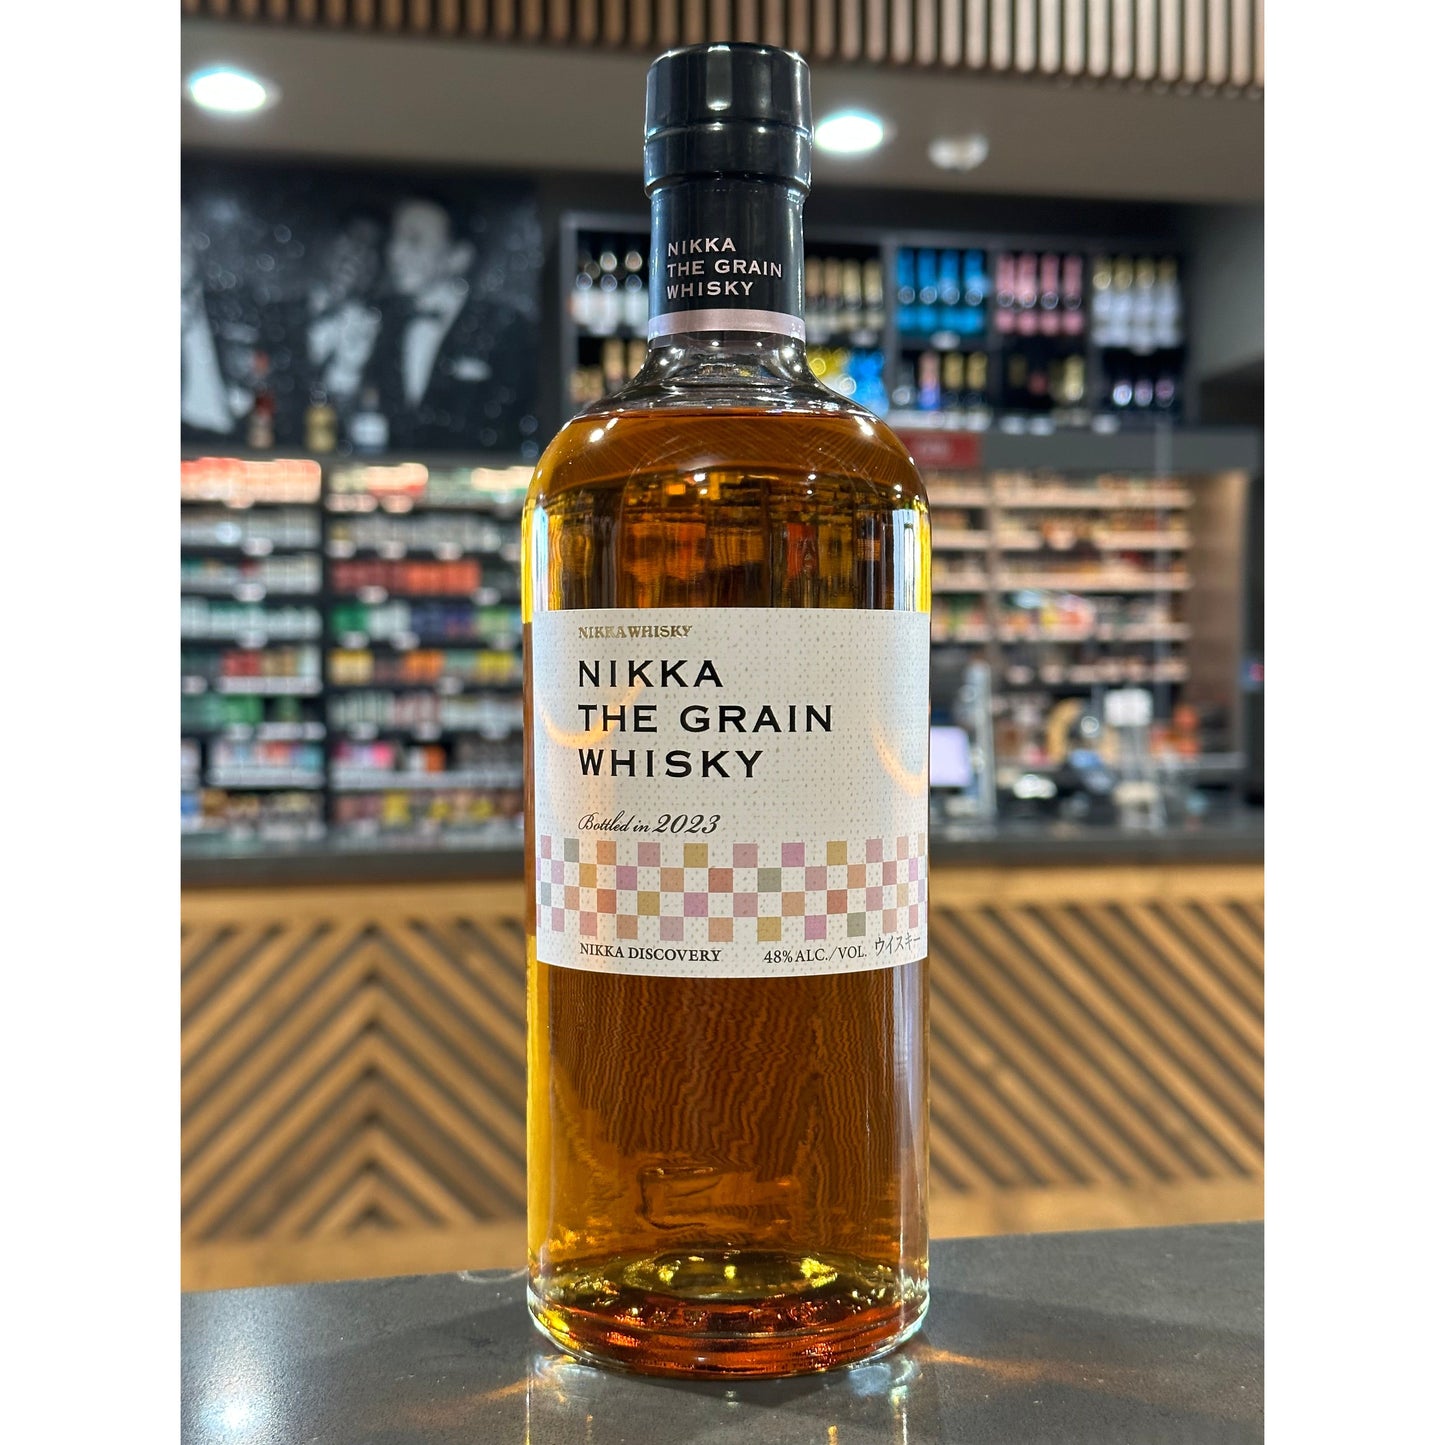 NIKKA
THE GRAIN
WHISKY
NIKKA WHISKY
NIKKA
THE GRAIN
WHISKY
Bottled in 2023
NIKKA DISCOVERY 48% ALC./VOL. ウイスキー